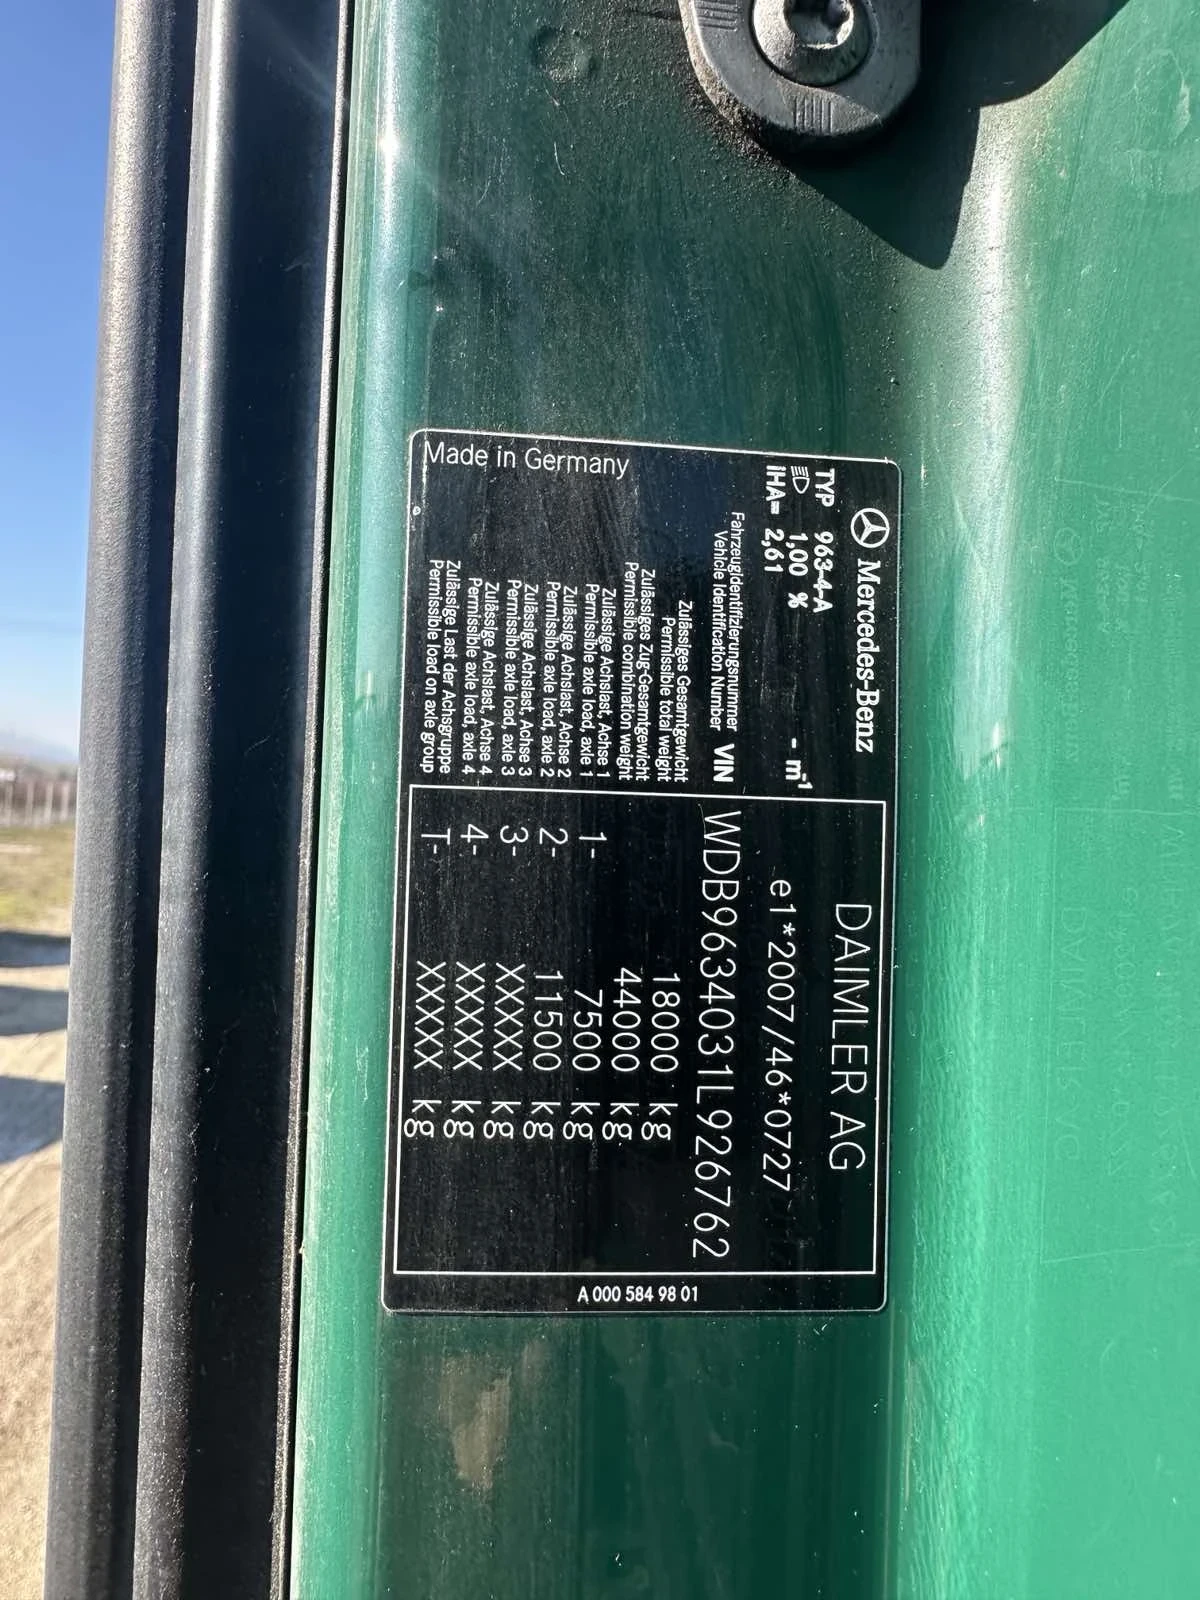 Mercedes-Benz
TYP 963-4-A
1,00 % - m⁻¹
iHA= 2,61
DAIMLER AG
e1*2007/46*0727
Fahrzeugidentifizierungsnummer
Vehicle Identification Number VIN WDB9634031L926762
Zulässiges Gesamtgewicht
Permissible total weight 18000 kg
Zulässiges Zug-Gesamtgewicht
Permissible combination weight 44000 kg
Zulässige Achslast, Achse 1
Permissible axle load, axle 1 1- 7500 kg
Zulässige Achslast, Achse 2
Permissible axle load, axle 2 2- 11500 kg
Zulässige Achslast, Achse 3
Permissible axle load, axle 3 3- XXXXX kg
Zulässige Achslast, Achse 4
Permissible axle load, axle 4 4- XXXXX kg
Zulässige Last der Achsgruppe
Permissible load on axle group T- XXXXX kg
Made in Germany
A 000 584 98 01